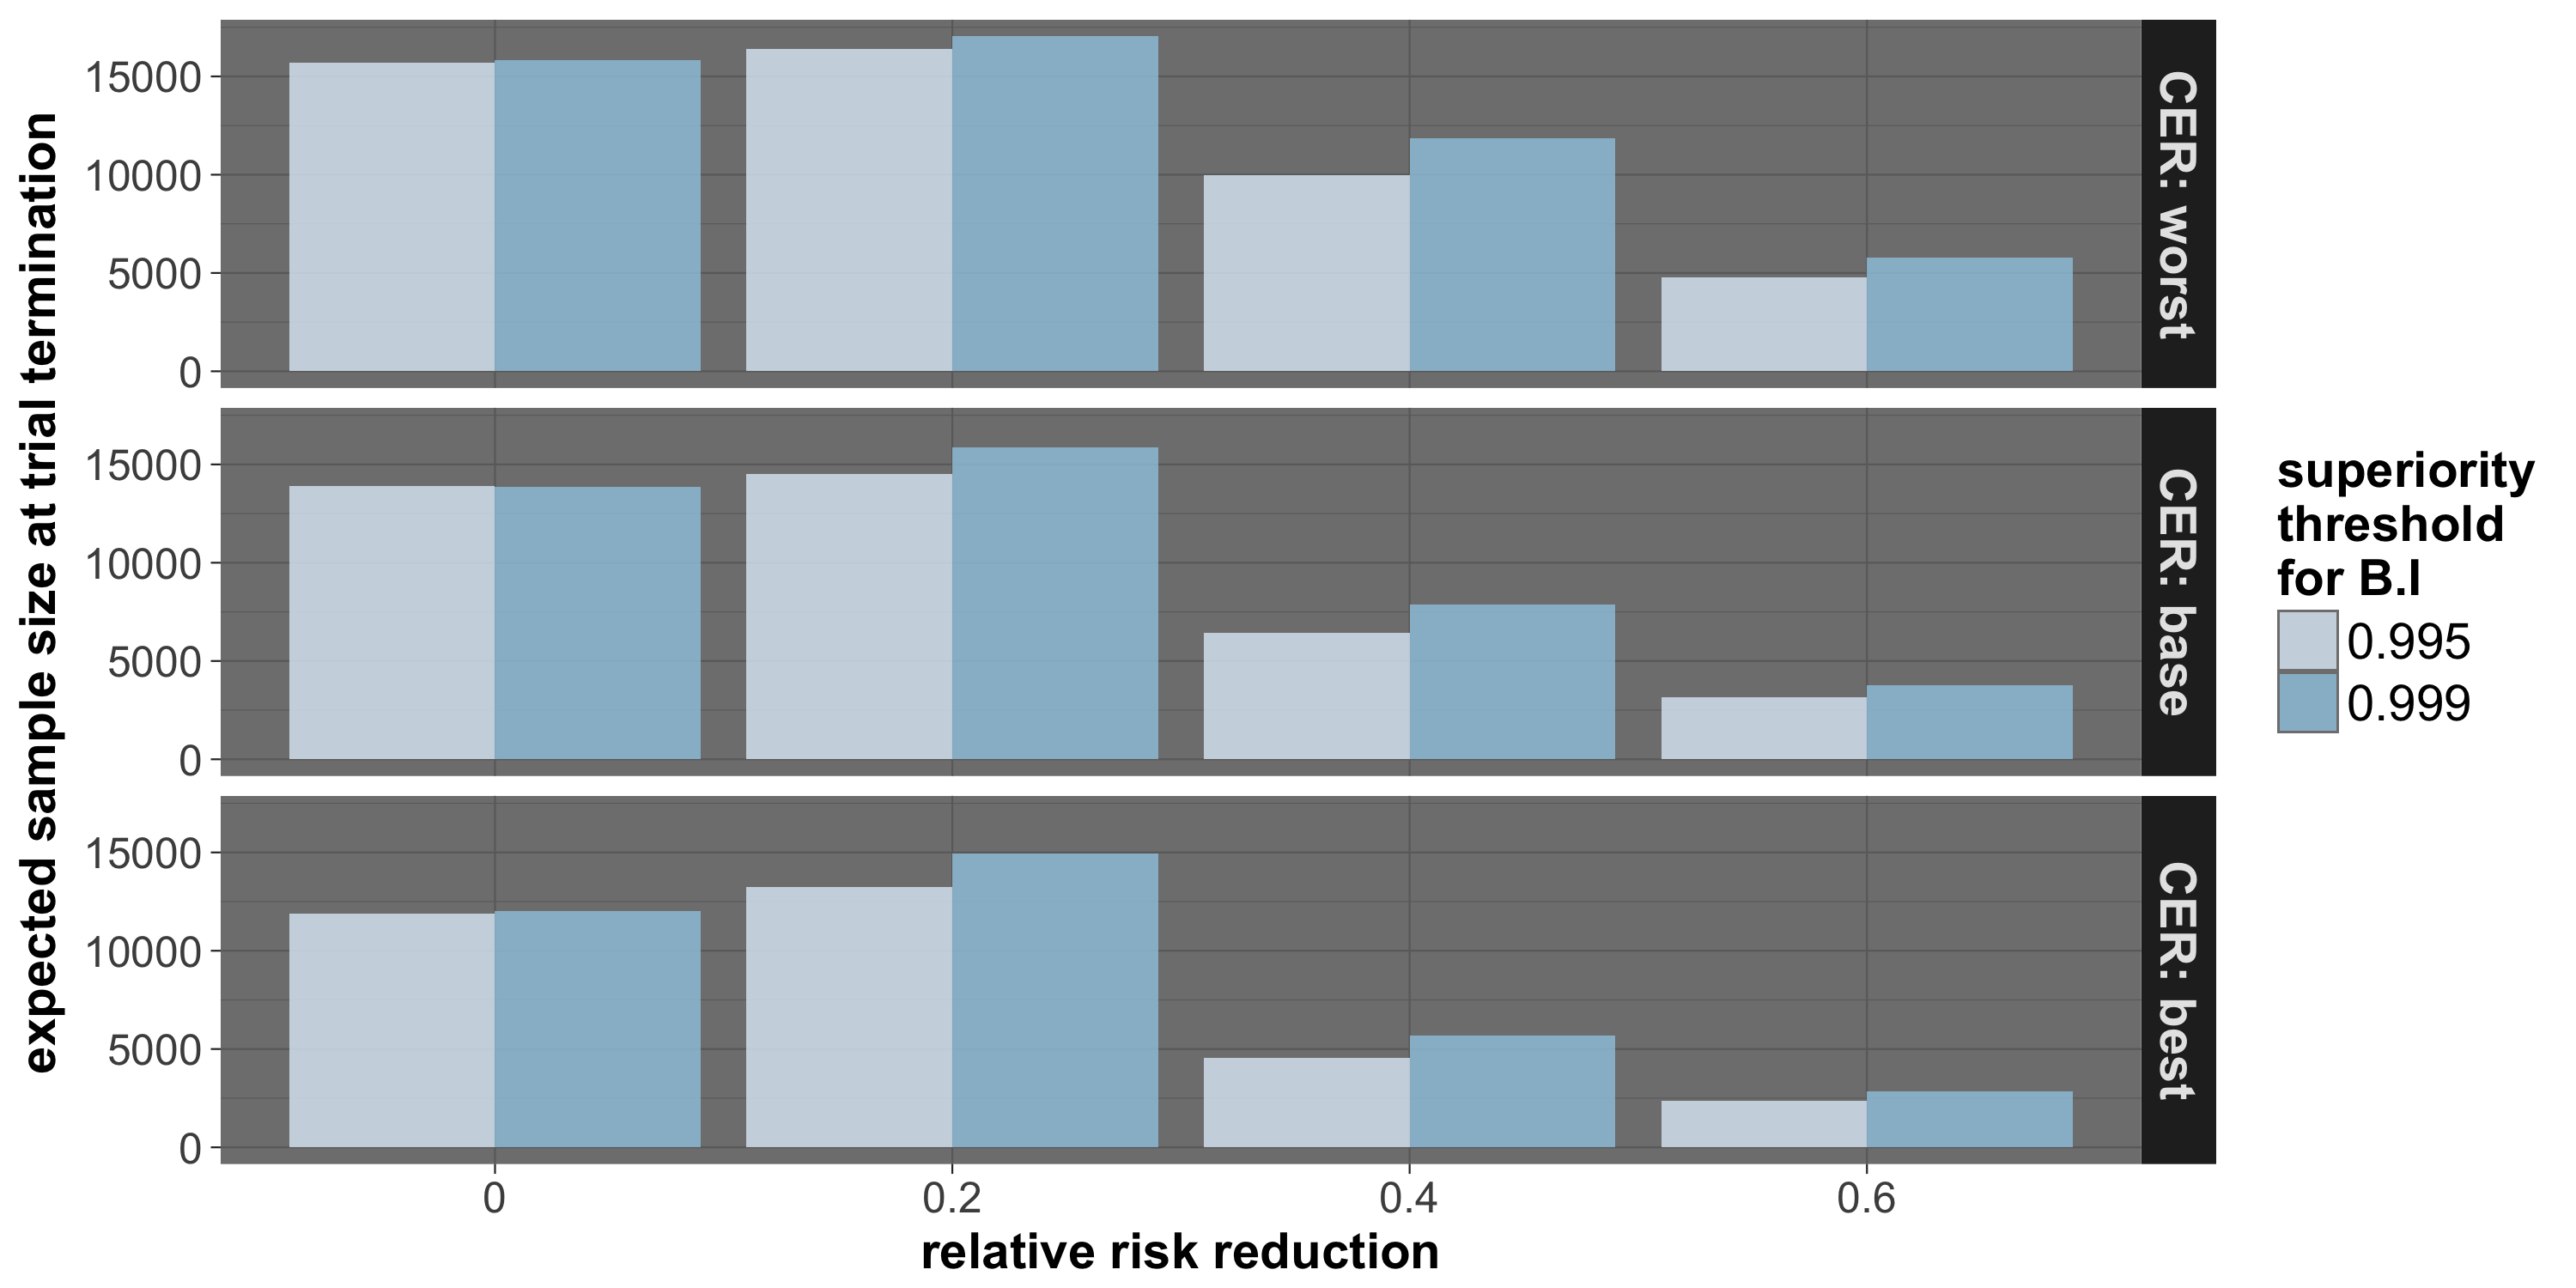 expected sample size at trial termination
15000
10000
5000
0
CER: worst
15000
10000
5000
0
CER: base
15000
10000
5000
0
CER: best
0 0.2 0.4 0.6
relative risk reduction
superiority
threshold
for B.I
0.995
0.999